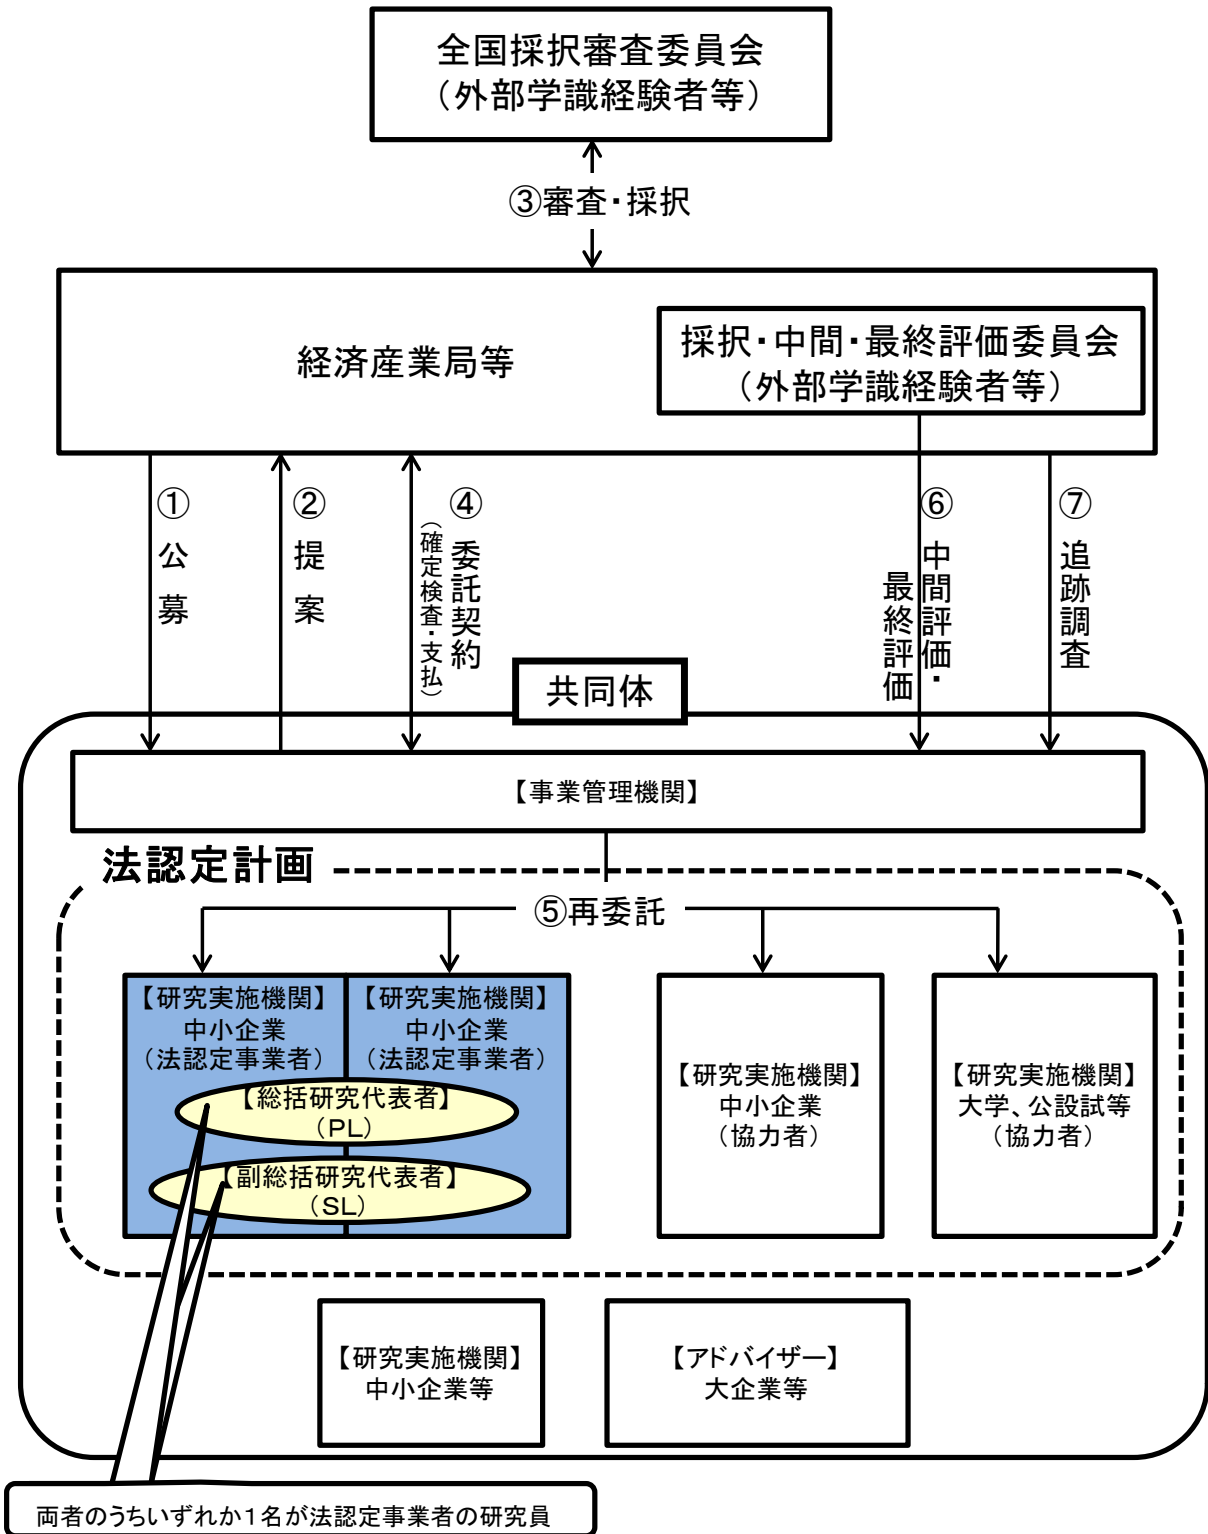 全国採択審査委員会
（外部学識経験者等）
③審査・採択
経済産業局等
採択・中間・最終評価委員会
（外部学識経験者等）
①公募
②提案
④委託契約
（確定検査・支払）
⑥中間評価・
最終評価
⑦追跡調査
共同体
【事業管理機関】
法認定計画
⑤再委託
【研究実施機関】
中小企業
（法認定事業者）
【研究実施機関】
中小企業
（法認定事業者）
【総括研究代表者】
（PL）
【副総括研究代表者】
（SL）
【研究実施機関】
中小企業
（協力者）
【研究実施機関】
大学、公設試等
（協力者）
【研究実施機関】
中小企業等
【アドバイザー】
大企業等
両者のうちいずれか１名が法認定事業者の研究員